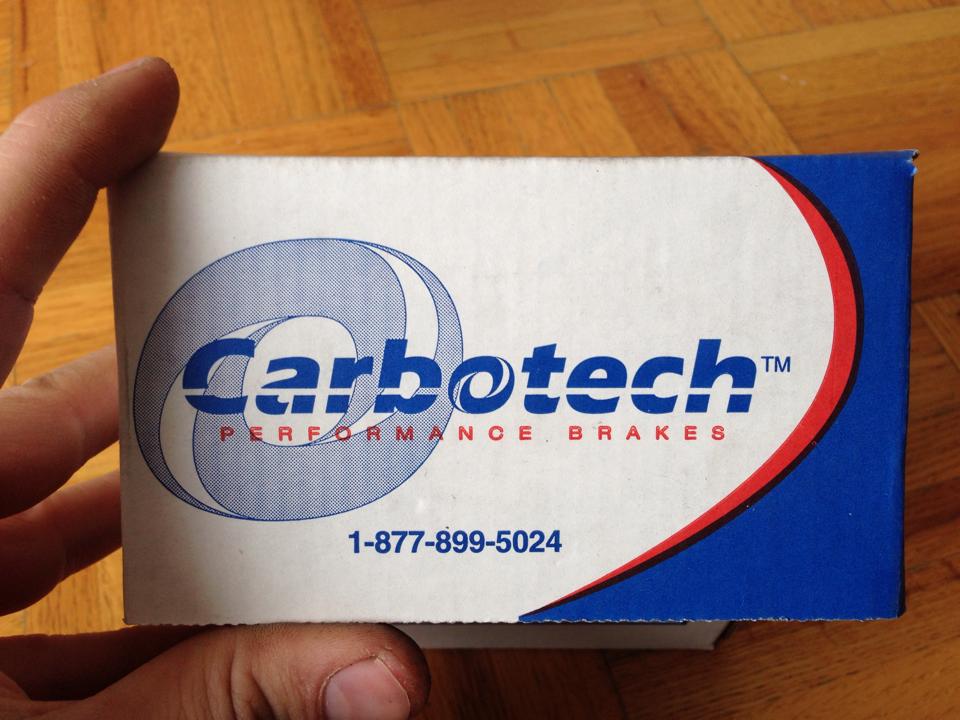 Carbotech™
PERFORMANCE BRAKES
1-877-899-5024